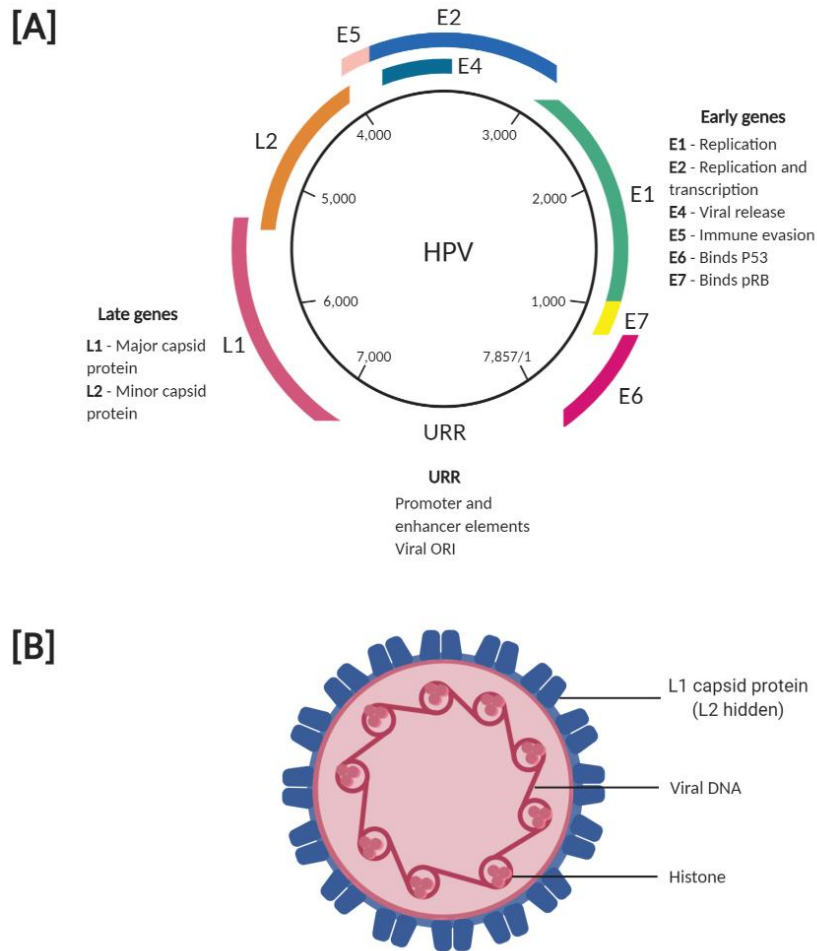 [A]
E2
E5
E4
L2
4,000
3,000
5,000
2,000
E1
HPV
6,000
1,000
7,000
7,857/1
E7
L1
E6
URR
Early genes
E1 - Replication
E2 - Replication and
transcription
E4 - Viral release
E5 - Immune evasion
E6 - Binds P53
E7 - Binds pRB
Late genes
L1 - Major capsid
protein
L2 - Minor capsid
protein
URR
Promoter and
enhancer elements
Viral ORI
[B]
L1 capsid protein
(L2 hidden)
Viral DNA
Histone